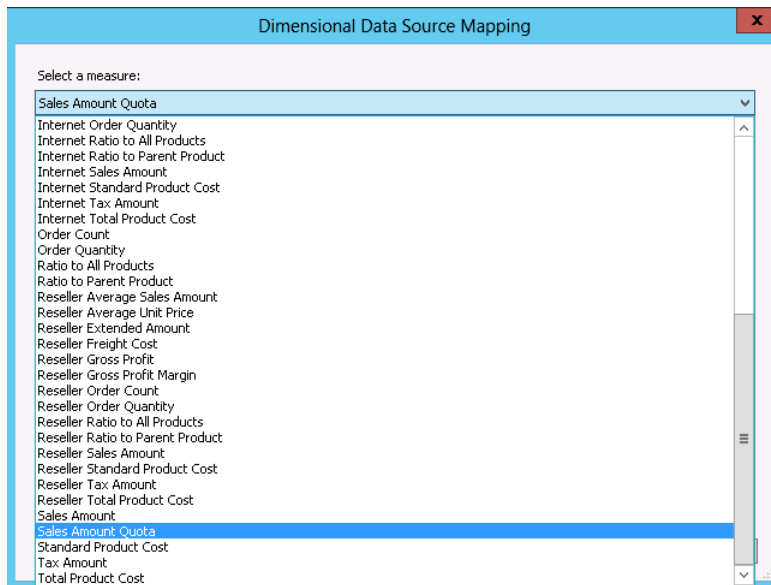 Dimensional Data Source Mapping
x
Select a measure:
Sales Amount Quota
Internet Order Quantity
Internet Ratio to All Products
Internet Ratio to Parent Product
Internet Sales Amount
Internet Standard Product Cost
Internet Tax Amount
Internet Total Product Cost
Order Count
Order Quantity
Ratio to All Products
Ratio to Parent Product
Reseller Average Sales Amount
Reseller Average Unit Price
Reseller Extended Amount
Reseller Freight Cost
Reseller Gross Profit
Reseller Gross Profit Margin
Reseller Order Count
Reseller Order Quantity
Reseller Ratio to All Products
Reseller Ratio to Parent Product
Reseller Sales Amount
Reseller Standard Product Cost
Reseller Tax Amount
Reseller Total Product Cost
Sales Amount
Sales Amount Quota
Standard Product Cost
Tax Amount
Total Product Cost